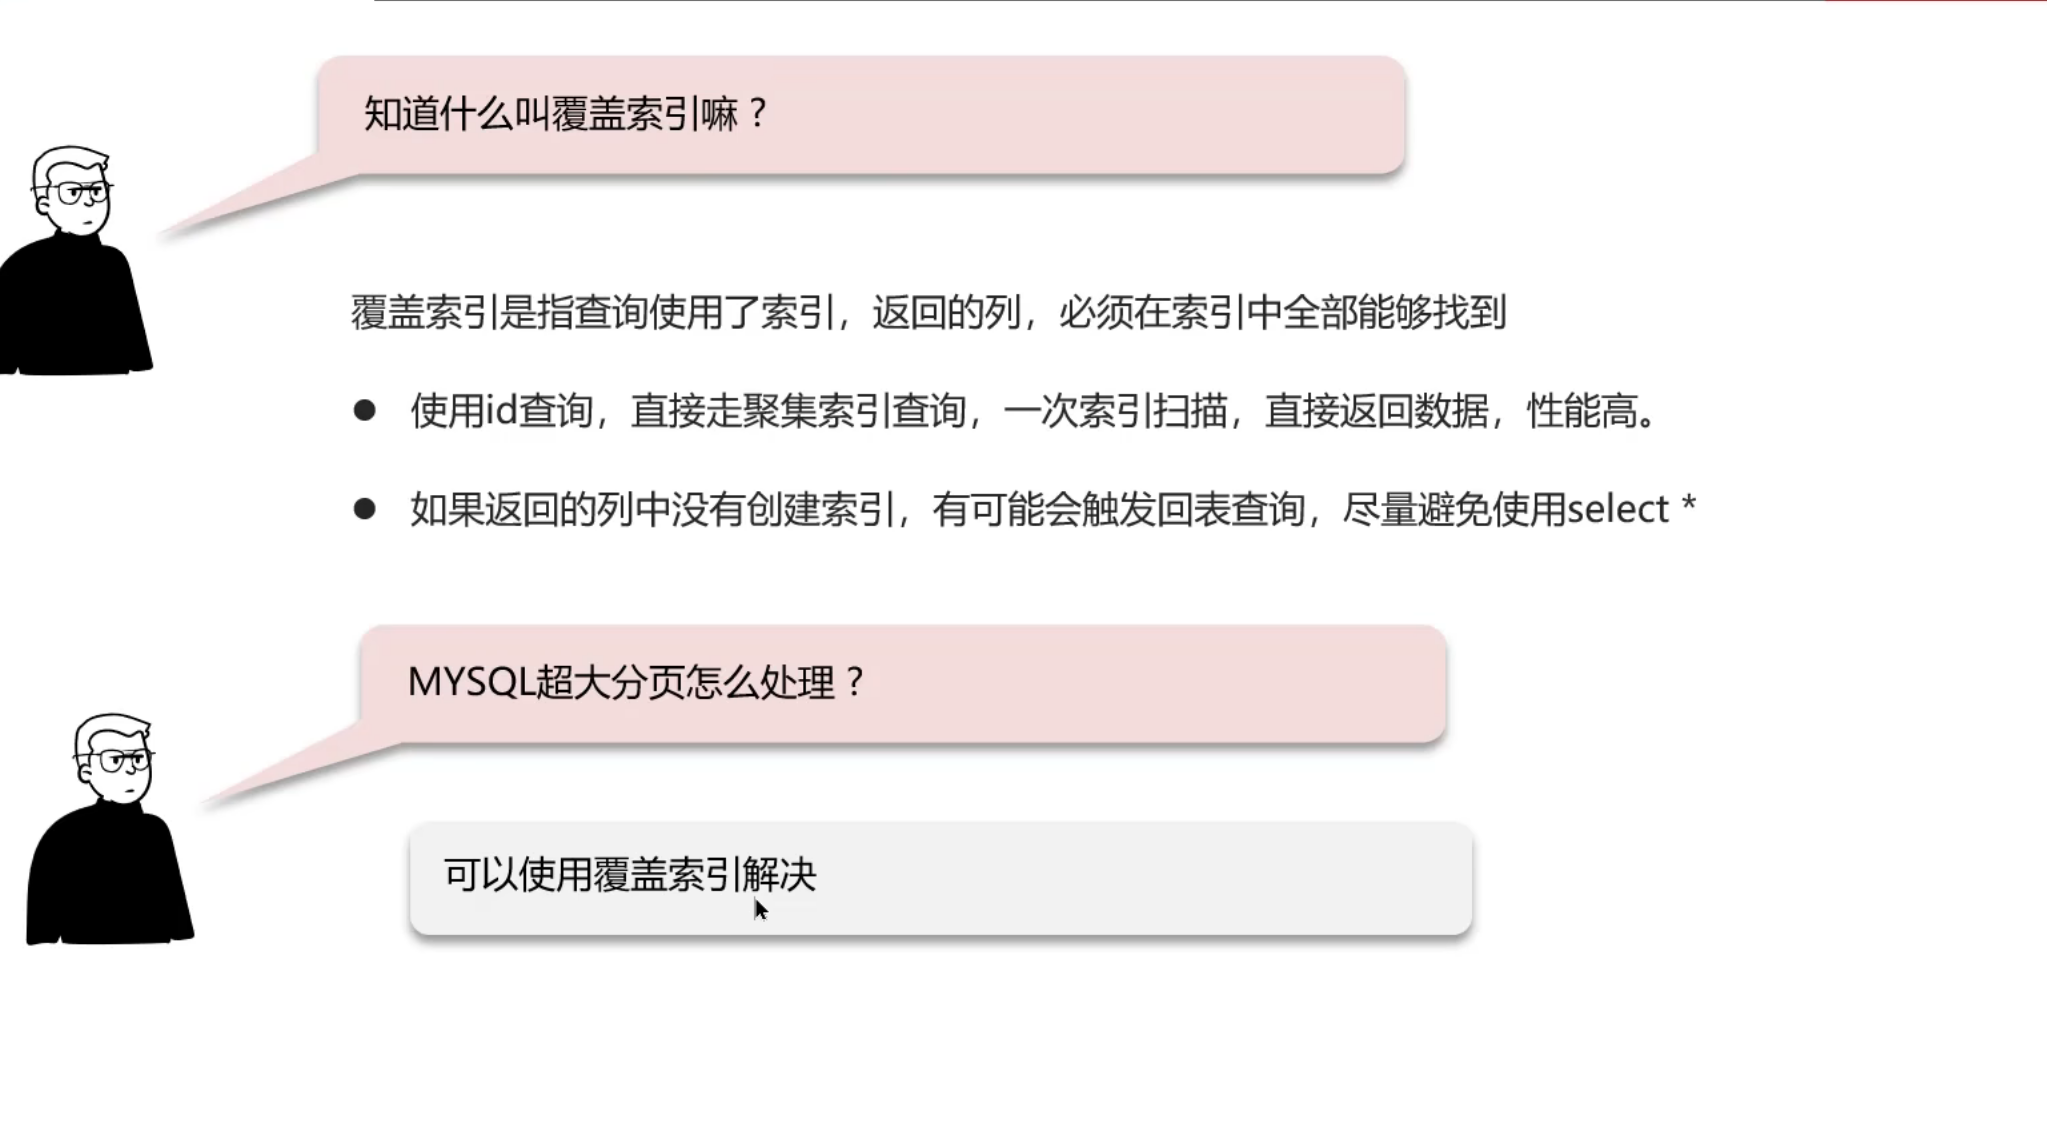 知道什么叫覆盖索引嘛？
覆盖索引是指查询使用了索引，返回的列，必须在索引中全部能够找到
● 使用id查询，直接走聚集索引查询，一次索引扫描，直接返回数据，性能高。
● 如果返回的列中没有创建索引，有可能会触发回表查询，尽量避免使用select *
MYSQL超大分页怎么处理？
可以使用覆盖索引解决